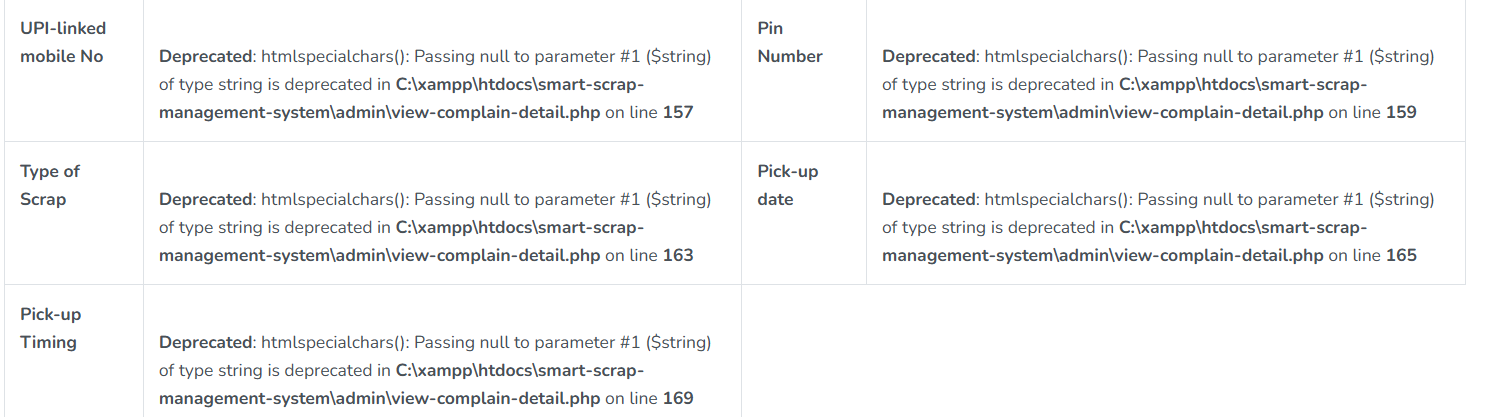 UPI-linked
mobile No
Deprecated: htmlspecialchars(): Passing null to parameter #1 ($string)
of type string is deprecated in C:\xampp\htdocs\smart-scrap-
management-system\admin\view-complain-detail.php on line 157
Pin
Number
Deprecated: htmlspecialchars(): Passing null to parameter #1 ($string)
of type string is deprecated in C:\xampp\htdocs\smart-scrap-
management-system\admin\view-complain-detail.php on line 159
Type of
Scrap
Deprecated: htmlspecialchars(): Passing null to parameter #1 ($string)
of type string is deprecated in C:\xampp\htdocs\smart-scrap-
management-system\admin\view-complain-detail.php on line 163
Pick-up
date
Deprecated: htmlspecialchars(): Passing null to parameter #1 ($string)
of type string is deprecated in C:\xampp\htdocs\smart-scrap-
management-system\admin\view-complain-detail.php on line 165
Pick-up
Timing
Deprecated: htmlspecialchars(): Passing null to parameter #1 ($string)
of type string is deprecated in C:\xampp\htdocs\smart-scrap-
management-system\admin\view-complain-detail.php on line 169